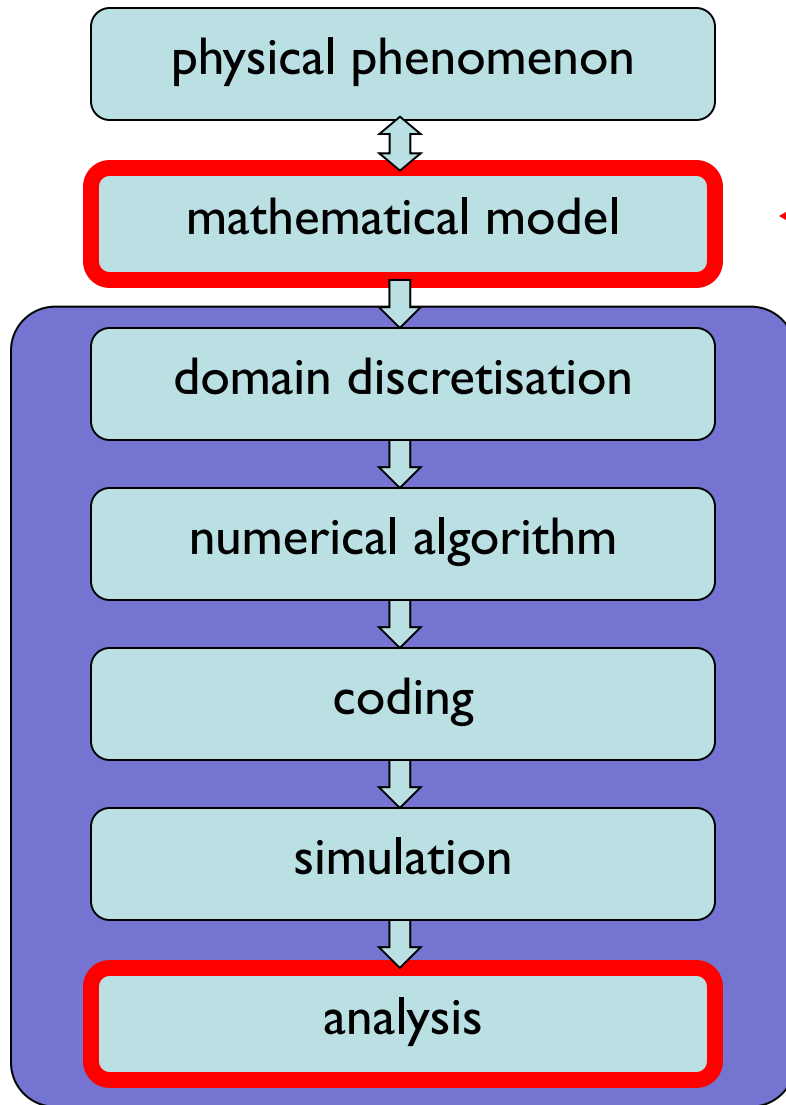 physical phenomenon
mathematical model
domain discretisation
numerical algorithm
coding
simulation
analysis